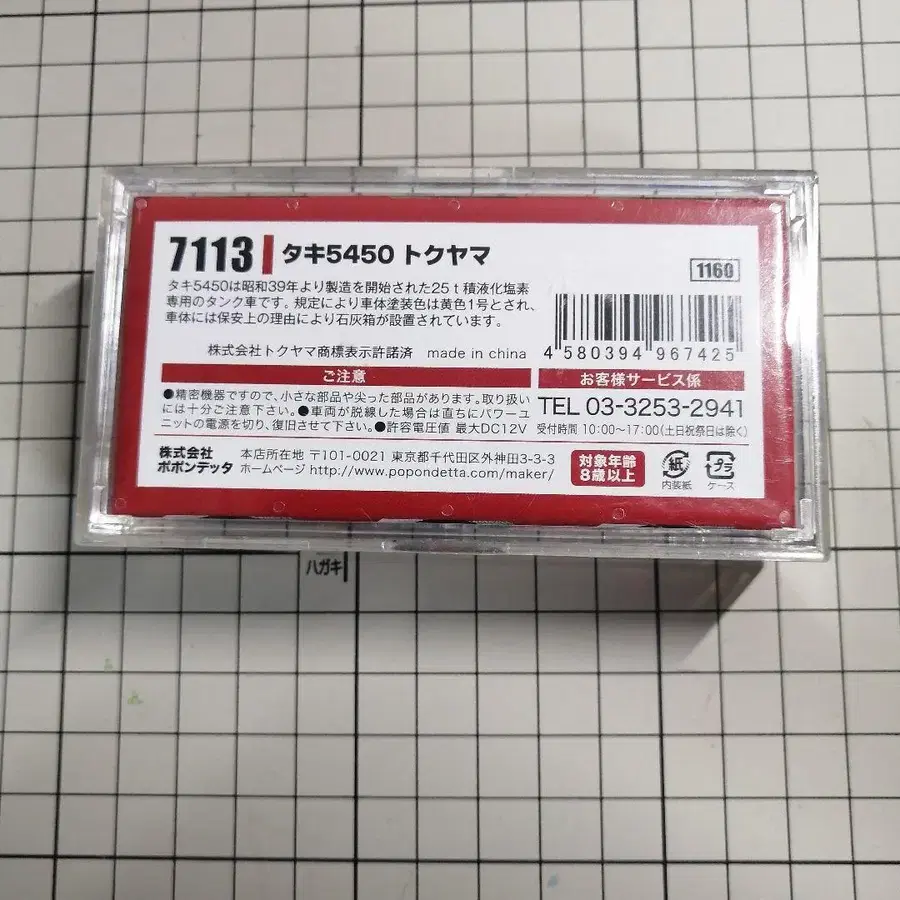 7113 タキ5450 トクヤマ
1160
タキ5450は昭和39年より製造を開始された25t積液化塩素
専用のタンク車です。規定により車体塗装色は黄色1号とされ、
車体には保安上の理由により石灰箱が設置されています。
株式会社トクヤマ商標表示許諾済 made in china
4 580394 967425
ご注意
●精密機器ですので、小さな部品や尖った部品があります。取り扱い
には十分ご注意下さい。●車両が脱線した場合は直ちにパワーユ
ニットの電源を切り、復旧させて下さい。●許容電圧値 最大DC12V
お客様サービス係
TEL 03-3253-2941
受付時間 10:00〜17:00(土日祝祭日は除く)
株式会社
ポポンデッタ
本店所在地 〒101-0021 東京都千代田区外神田3-3-3
ホームページ http://www.popondetta.com/maker/
対象年齢
8歳以上
紙
内装紙
プラ
ケース
ハガキ